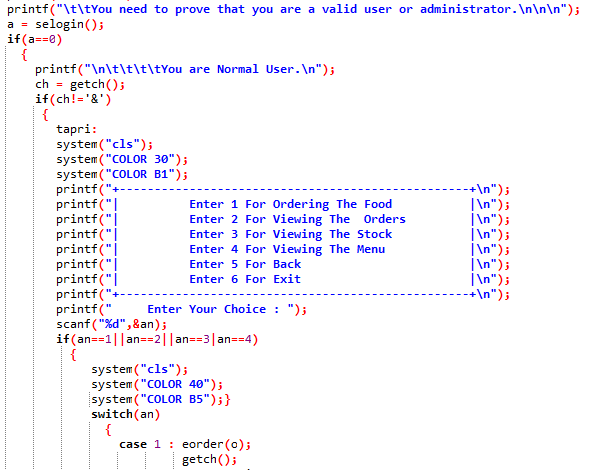 printf("\t\tYou need to prove that you are a valid user or administrator.\n\n\n");
a = selogin();
if(a==0)
{
printf("\n\t\t\t\tYou are Normal User.\n");
ch = getch();
if(ch!='&')
{
tapri:
system("cls");
system("COLOR 30");
system("COLOR B1");
printf("+--------------------------------------------------+\n");
printf("|          Enter 1 For Ordering The Food           |\n");
printf("|          Enter 2 For Viewing The  Orders         |\n");
printf("|          Enter 3 For Viewing The Stock           |\n");
printf("|          Enter 4 For Viewing The Menu            |\n");
printf("|          Enter 5 For Back                        |\n");
printf("|          Enter 6 For Exit                        |\n");
printf("+--------------------------------------------------+\n");
printf("     Enter Your Choice : ");
scanf("%d",&an);
if(an==1||an==2||an==3|an==4)
{
system("cls");
system("COLOR 40");
system("COLOR B5");}
switch(an)
{
case 1 : eorder(o);
getch();